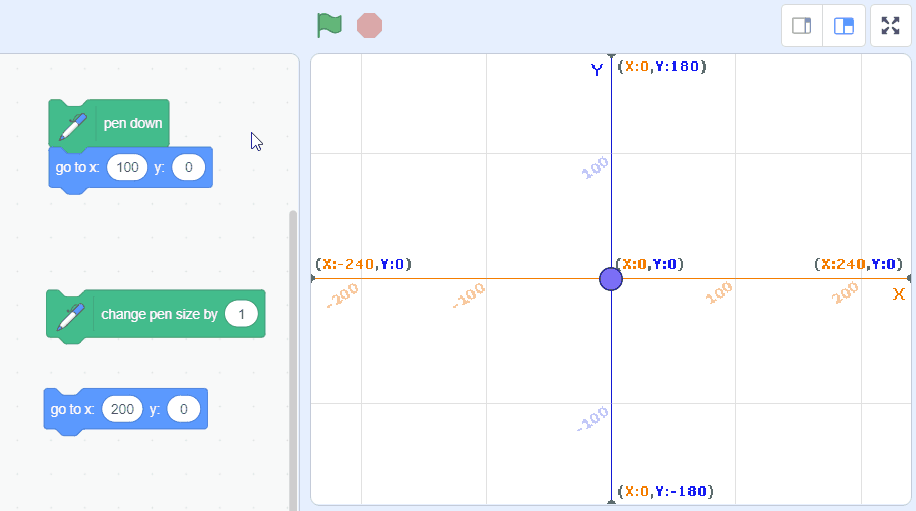 pen down
go to x: 100 y: 0
change pen size by 1
go to x: 200 y: 0
Y (X:0,Y:180)
100
(X:-240,Y:0) (X:0,Y:0) (X:240,Y:0)
-200 -100 100 200 X
-100
(X:0,Y:-180)